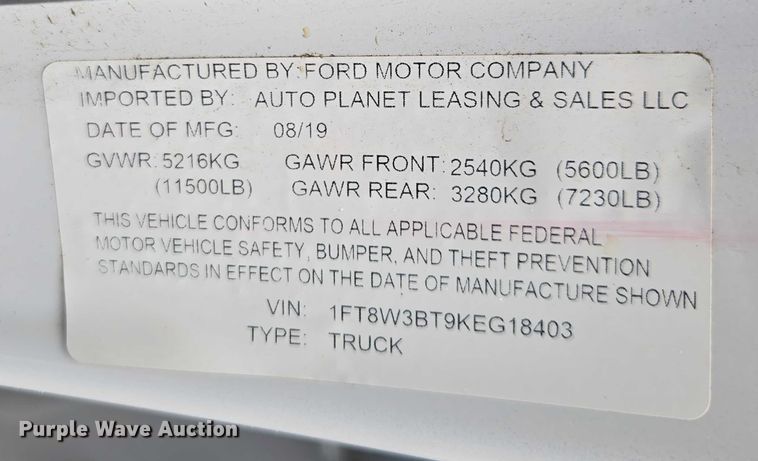 MANUFACTURED BY: FORD MOTOR COMPANY
IMPORTED BY: AUTO PLANET LEASING & SALES LLC
DATE OF MFG: 08/19
GVWR: 5216KG GAWR FRONT: 2540KG (5600LB)
(11500LB) GAWR REAR: 3280KG (7230LB)
THIS VEHICLE CONFORMS TO ALL APPLICABLE FEDERAL
MOTOR VEHICLE SAFETY, BUMPER, AND THEFT PREVENTION
STANDARDS IN EFFECT ON THE DATE OF MANUFACTURE SHOWN
VIN: 1FT8W3BT9KEG18403
TYPE: TRUCK
Purple Wave Auction